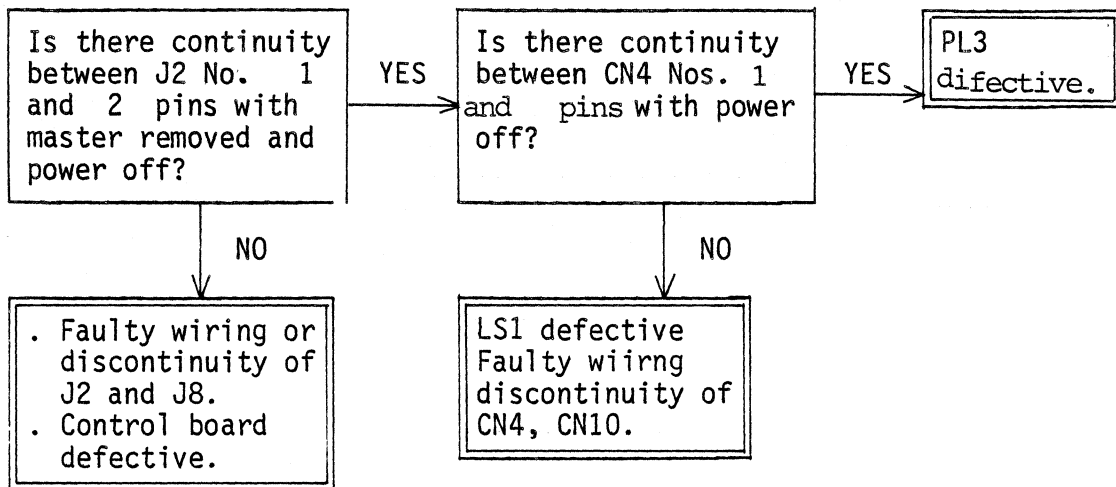 Is there continuity
between J2 No. 1
and 2 pins with
master removed and
power off?
YES
Is there continuity
between CN4 Nos. 1
and pins with power
off?
YES
PL3
difective.
NO
NO
. Faulty wiring or
discontinuity of
J2 and J8.
. Control board
defective.
LS1 defective
Faulty wiirng
discontinuity of
CN4, CN10.